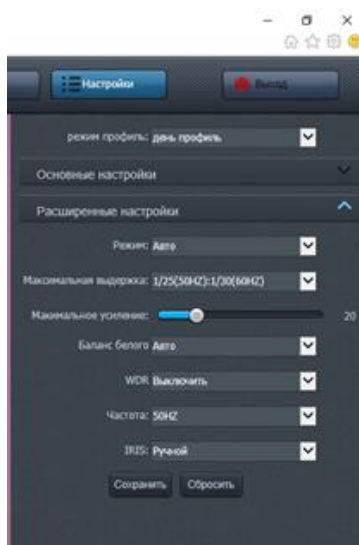 Настройки
Выход
режим профиль: день профиль
Основные настройки
Расширенные настройки
Режим: Авто
Максимальная выдержка: 1/25(50HZ):1/30(60HZ)
Макимальное усиление: 20
Баланс белого Авто
WDR Выключить
Частота: 50HZ
IRIS: Ручной
Сохранить Сбросить